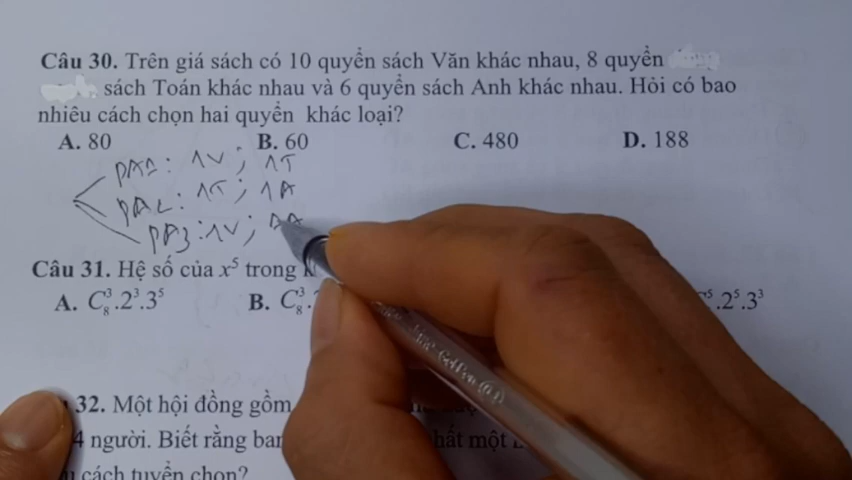 Câu 30. Trên giá sách có 10 quyển sách Văn khác nhau, 8 quyển
sách Toán khác nhau và 6 quyển sách Anh khác nhau. Hỏi có bao
nhiêu cách chọn hai quyển khác loại?
A. 80 B. 60 C. 480 D. 188
PA1: 1V; 1T
PA2: 1T; 1A
PA3: 1V; 1A
Câu 31. Hệ số của x⁵ trong
A. C₈³.2³.3⁵ B. C₈³. .2⁵.3³
32. Một hội đồng gồm
4 người. Biết rằng ban hất một
cách tuyển chọn?